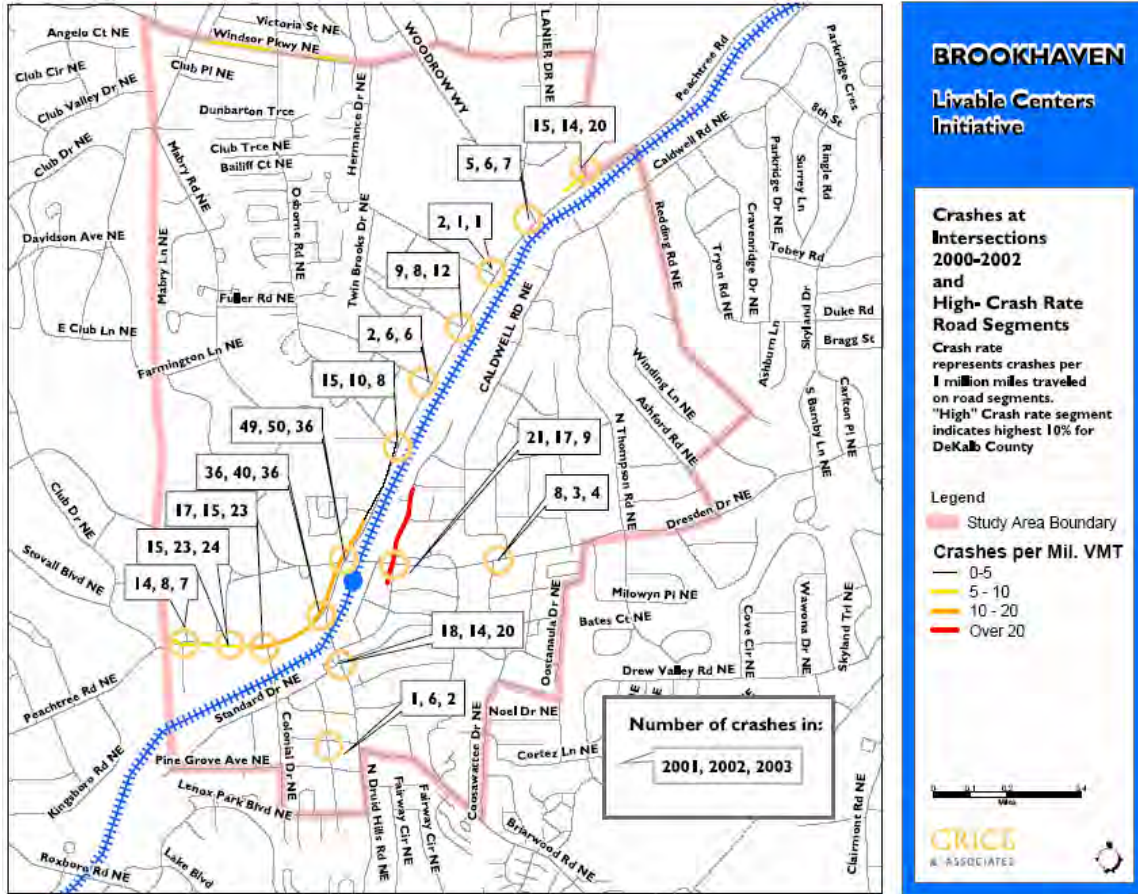 Victoria St NE
Angelo Ct NE
Windsor Pkwy NE
LANIER DR NE
WOODROW WY
Peachtree Rd
Parkridge Cres
Club Cir NE
Club Pl NE
Club Valley Dr NE
Dunbarton Trce
Hermance Dr NE
15, 14, 20
8th St
Caldwell Rd NE
Club Dr NE
Club Trce NE
Bailiff Ct NE
Mabry Rd NE
5, 6, 7
Parkridge Dr NE
Surrey Ln
Ringle Rd
Osborne Rd NE
Twin Brooks Dr NE
2, 1, 1
Redding Rd NE
Cravenridge Dr NE
Tryon Rd NE
Davidson Ave NE
Mabry Ln NE
9, 8, 12
Tobey Rd
Fuller Rd NE
CALDWELL RD NE
Skyland Dr
Duke Rd
E Club Ln NE
2, 6, 6
Ashburn Ln
Bragg St
Farmington Ln NE
15, 10, 8
Winding Ln NE
Ashford Rd NE
S Bamby Ln NE
Carlton Pl NE
49, 50, 36
21, 17, 9
N Thompson Rd NE
36, 40, 36
8, 3, 4
Dresden Dr NE
Club Dr NE
17, 15, 23
15, 23, 24
Stovall Blvd NE
14, 8, 7
Milowyn Pl NE
Bates Ct NE
Oostanaula Dr NE
Cove Cir NE
Wawona Dr NE
Skyland Trl NE
18, 14, 20
Drew Valley Rd NE
Peachtree Rd NE
Standard Dr NE
1, 6, 2
Noel Dr NE
Number of crashes in:
2001, 2002, 2003
Colonial Dr NE
Coosawattee Dr NE
Cortez Ln NE
Pine Grove Ave NE
Kingsboro Rd NE
Lenox Park Blvd NE
N Druid Hills Rd NE
Fairway Cir NE
Fairway Cir NE
Briarwood Rd NE
Clairmont Rd NE
Roxboro Rd NE
Lake Blvd
BROOKHAVEN
Livable Centers
Initiative
Crashes at
Intersections
2000-2002
and
High- Crash Rate
Road Segments
Crash rate
represents crashes per
1 million miles traveled
on road segments.
"High" Crash rate segment
indicates highest 10% for
DeKalb County
Legend
Study Area Boundary
Crashes per Mil. VMT
0-5
5 - 10
10 - 20
Over 20
0 0.1 0.2 0.4
Miles
GRICE
& ASSOCIATES